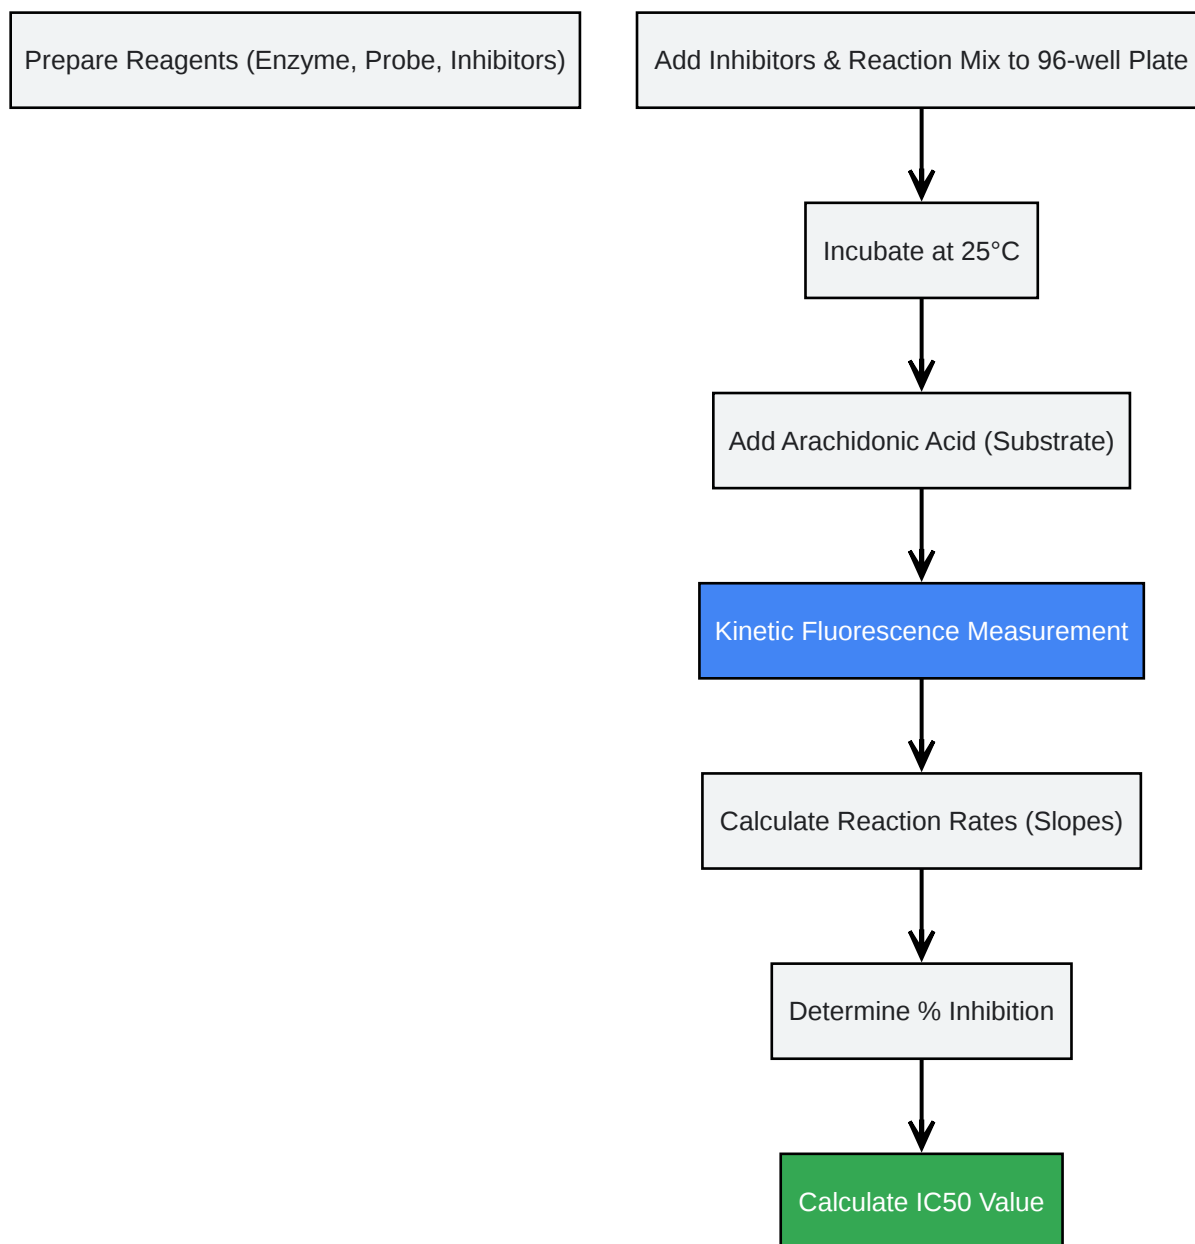 Prepare Reagents (Enzyme, Probe, Inhibitors)
Add Inhibitors & Reaction Mix to 96-well Plate
Incubate at 25°C
Add Arachidonic Acid (Substrate)
Kinetic Fluorescence Measurement
Calculate Reaction Rates (Slopes)
Determine % Inhibition
Calculate IC50 Value